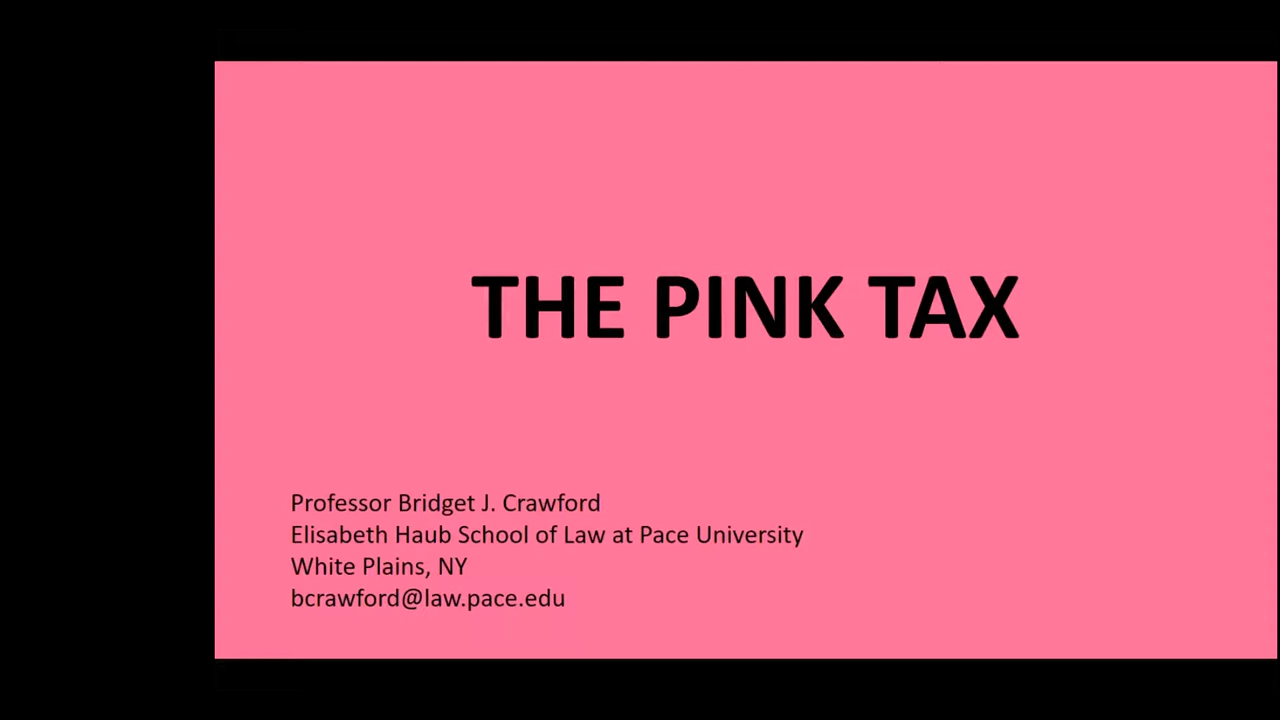 THE PINK TAX
Professor Bridget J. Crawford
Elisabeth Haub School of Law at Pace University
White Plains, NY
bcrawford@law.pace.edu